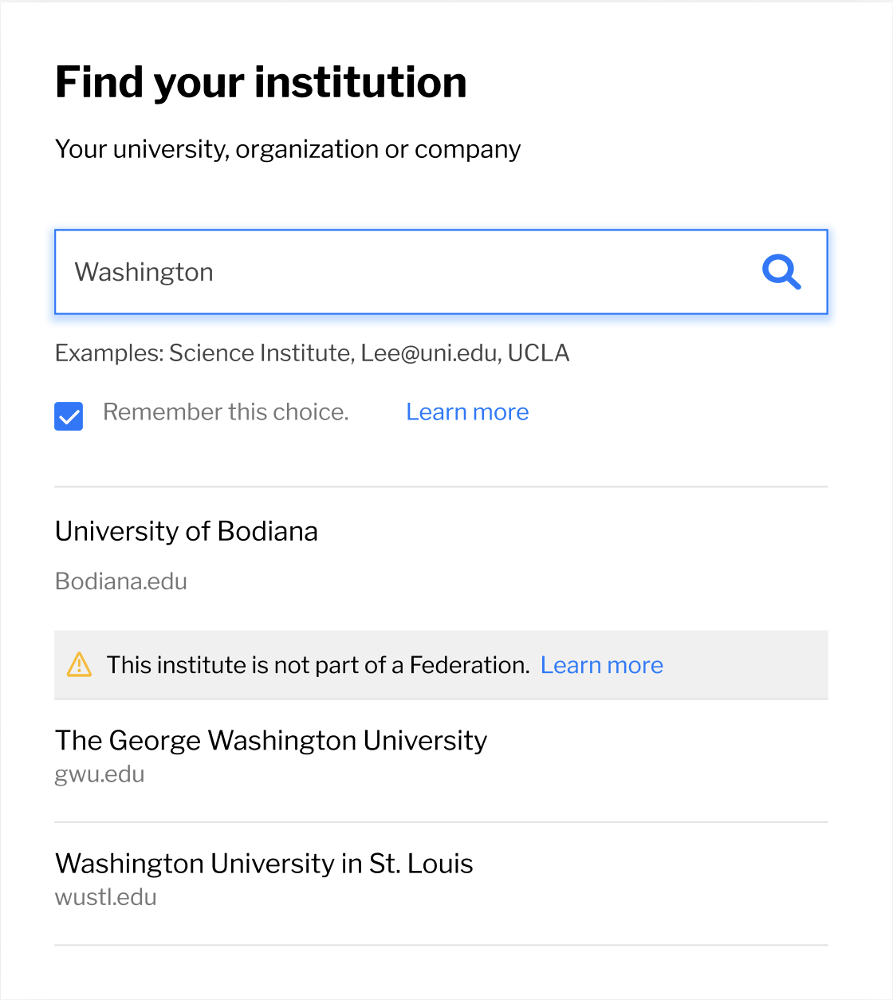 Find your institution
Your university, organization or company
Washington
Examples: Science Institute, Lee@uni.edu, UCLA
Remember this choice. Learn more
University of Bodiana
Bodiana.edu
This institute is not part of a Federation. Learn more
The George Washington University
gwu.edu
Washington University in St. Louis
wustl.edu